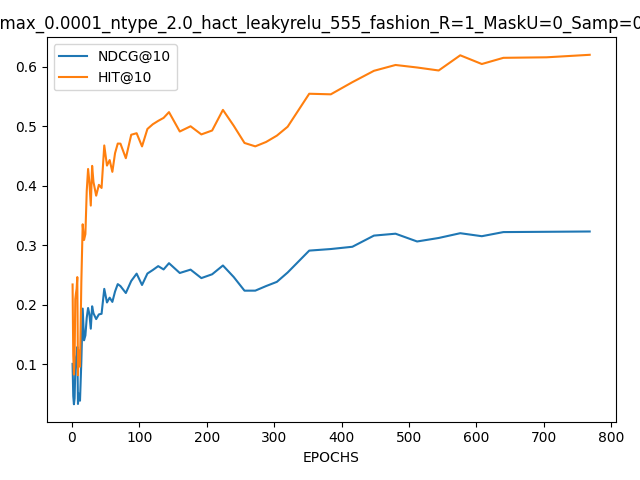 max_0.0001_ntype_2.0_hact_leakyrelu_555_fashion_R=1_MaskU=0_Samp=0
NDCG@10
HIT@10
0.6
0.5
0.4
0.3
0.2
0.1
0 100 200 300 400 500 600 700 800
EPOCHS